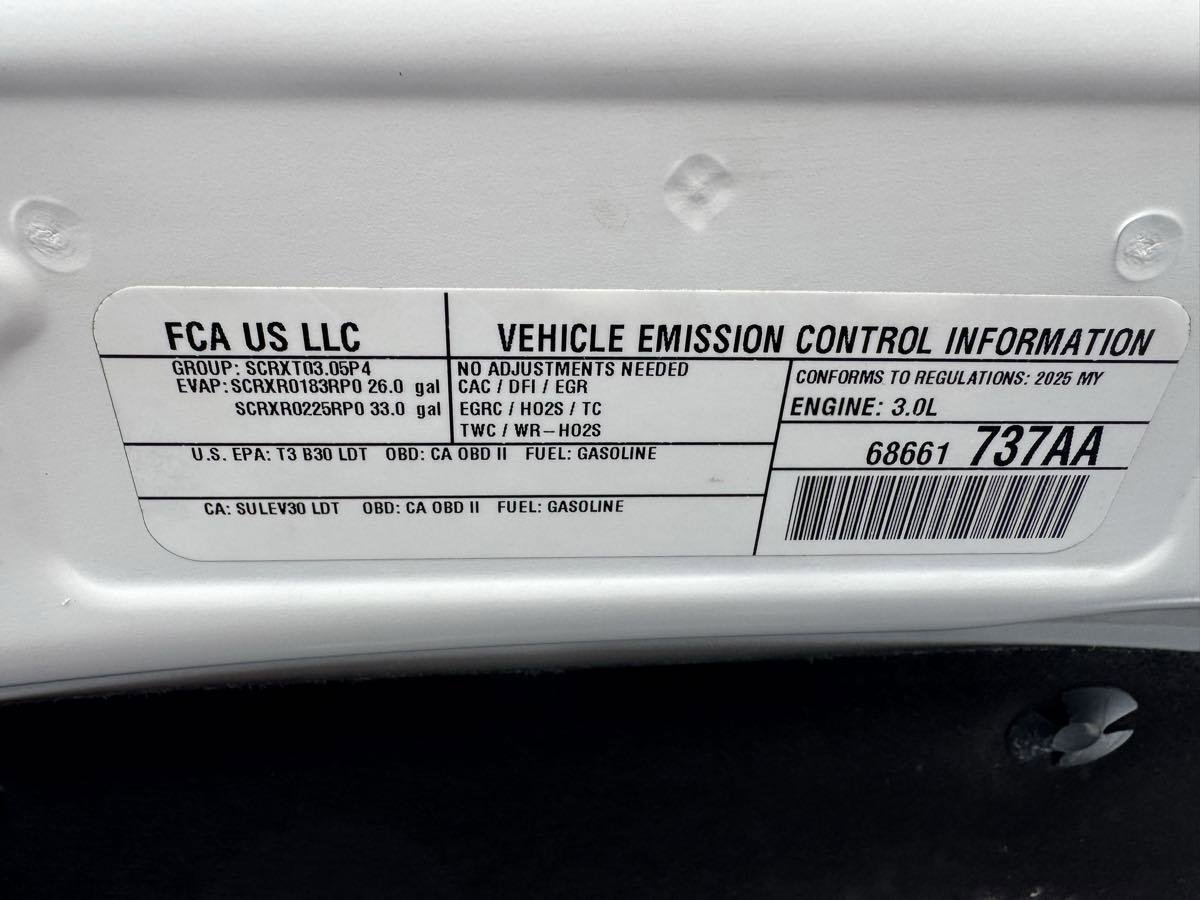 FCA US LLC
VEHICLE EMISSION CONTROL INFORMATION
GROUP: SCRXT03.05P4
EVAP: SCRXR0183RP0 26.0 gal
SCRXR0225RP0 33.0 gal
NO ADJUSTMENTS NEEDED
CAC / DFI / EGR
EGRC / HO2S / TC
TWC / WR-HO2S
CONFORMS TO REGULATIONS: 2025 MY
ENGINE: 3.0L
68661 737AA
U.S. EPA: T3 B30 LDT OBD: CA OBD II FUEL: GASOLINE
CA: SULEV30 LDT OBD: CA OBD II FUEL: GASOLINE